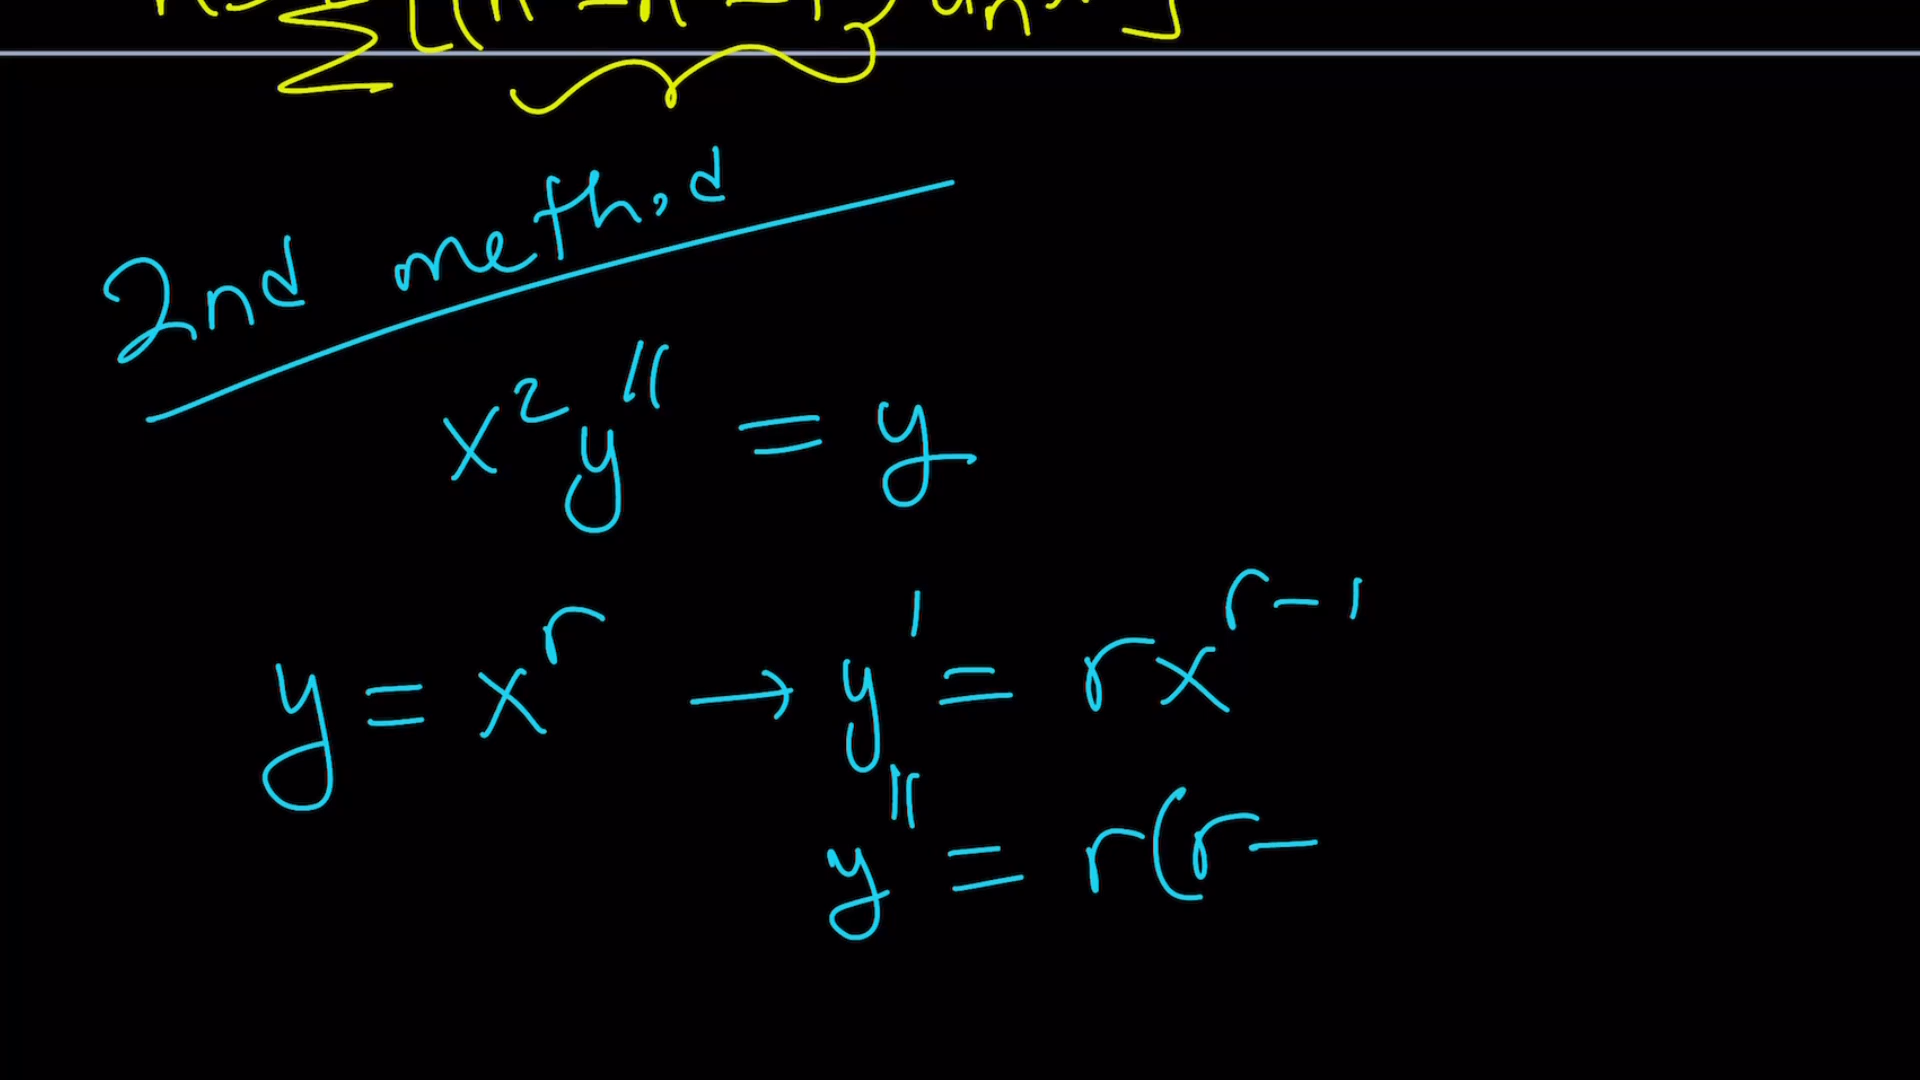 2nd method
x²y'' = y
y = x^r → y' = rx^(r-1)
y'' = r(r-